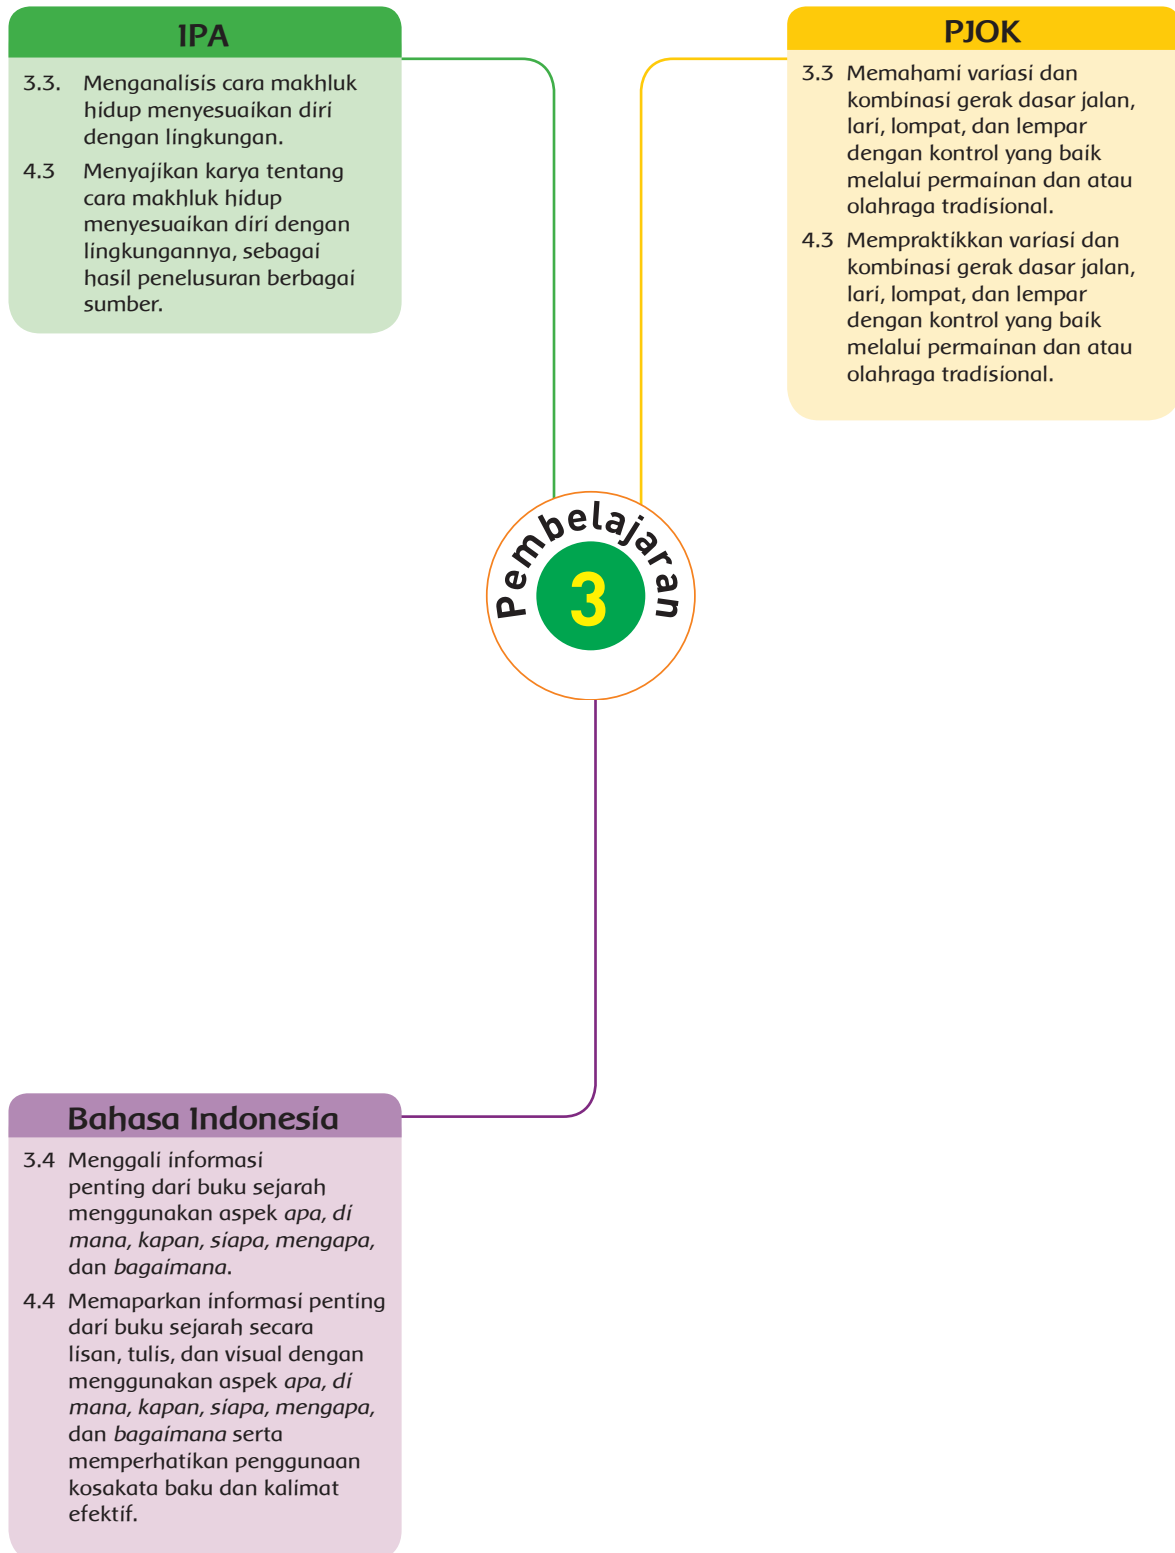 IPA
3.3. Menganalisis cara makhluk
hidup menyesuaikan diri
dengan lingkungan.
4.3 Menyajikan karya tentang
cara makhluk hidup
menyesuaikan diri dengan
lingkungannya, sebagai
hasil penelusuran berbagai
sumber.
PJOK
3.3 Memahami variasi dan
kombinasi gerak dasar jalan,
lari, lompat, dan lempar
dengan kontrol yang baik
melalui permainan dan atau
olahraga tradisional.
4.3 Mempraktikkan variasi dan
kombinasi gerak dasar jalan,
lari, lompat, dan lempar
dengan kontrol yang baik
melalui permainan dan atau
olahraga tradisional.
Pembelajaran
3
Bahasa Indonesia
3.4 Menggali informasi
penting dari buku sejarah
menggunakan aspek apa, di
mana, kapan, siapa, mengapa,
dan bagaimana.
4.4 Memaparkan informasi penting
dari buku sejarah secara
lisan, tulis, dan visual dengan
menggunakan aspek apa, di
mana, kapan, siapa, mengapa,
dan bagaimana serta
memperhatikan penggunaan
kosakata baku dan kalimat
efektif.